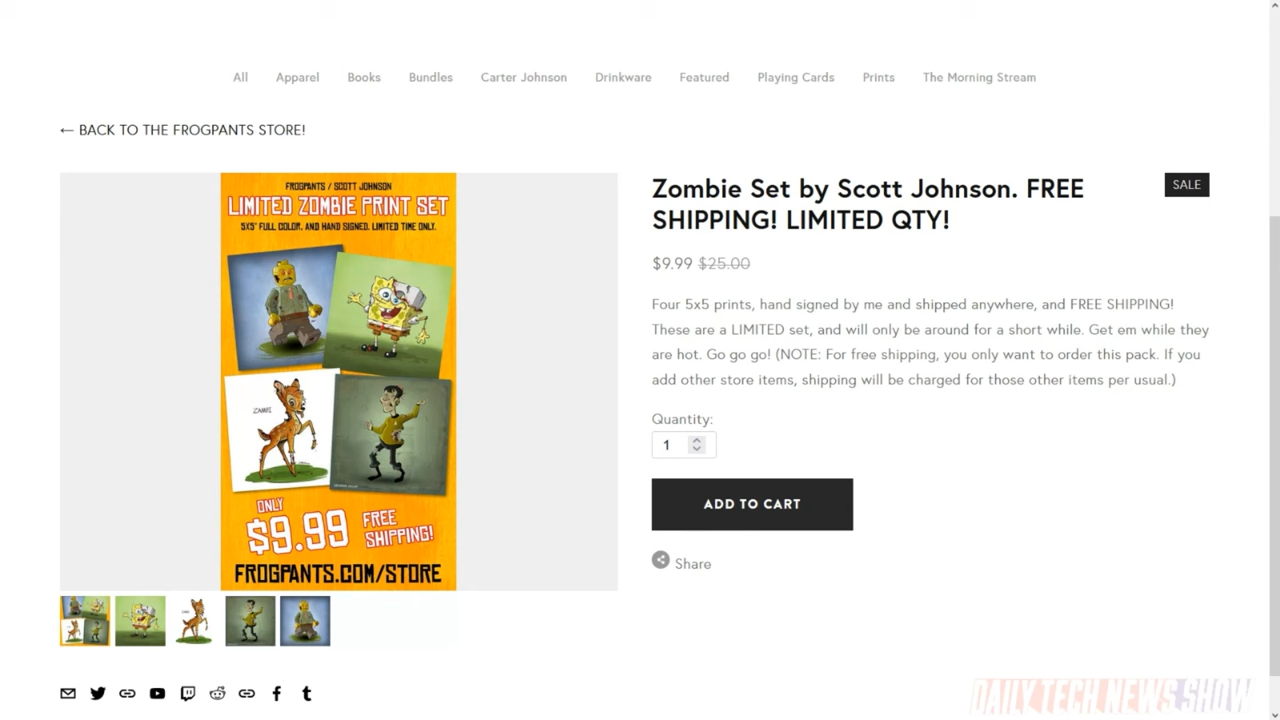 All Apparel Books Bundles Carter Johnson Drinkware Featured Playing Cards Prints The Morning Stream
← BACK TO THE FROGPANTS STORE!
FROGPANTS / SCOTT JOHNSON
LIMITED ZOMBIE PRINT SET
5X5" FULL COLOR, AND HAND SIGNED. LIMITED TIME ONLY.
ZAMBI
ONLY
$9.99
FREE
SHIPPING!
FROGPANTS.COM/STORE
Zombie Set by Scott Johnson. FREE
SHIPPING! LIMITED QTY!
SALE
$9.99 $25.00
Four 5x5 prints, hand signed by me and shipped anywhere, and FREE SHIPPING!
These are a LIMITED set, and will only be around for a short while. Get em while they
are hot. Go go go! (NOTE: For free shipping, you only want to order this pack. If you
add other store items, shipping will be charged for those other items per usual.)
Quantity:
1
ADD TO CART
Share
DAILY TECH NEWS SHOW